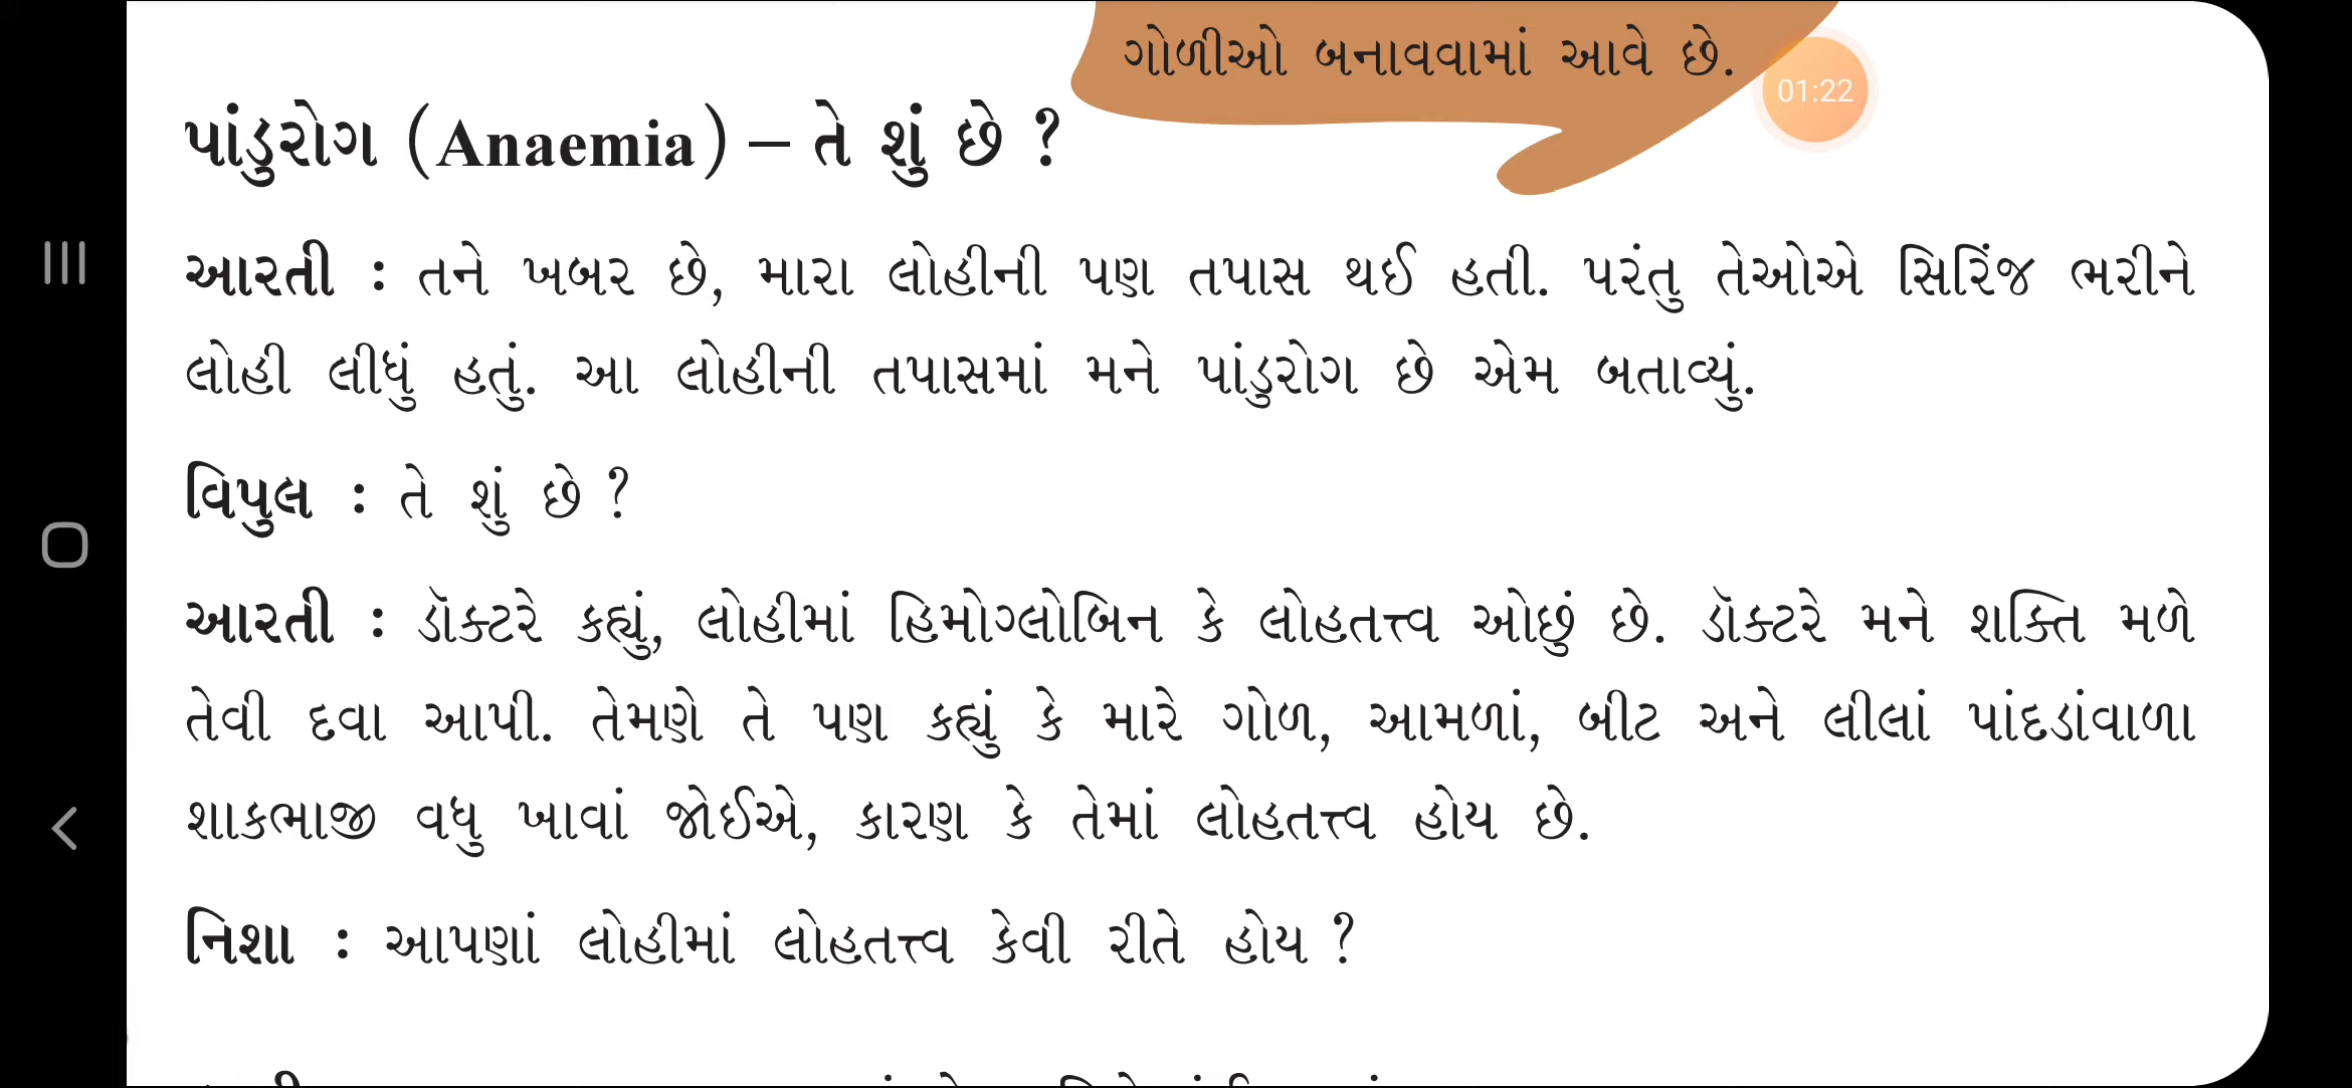 ગોળીઓ બનાવવામાં આવે છે.
01:22
પાંડુરોગ (Anaemia) – તે શું છે ?
આરતી : તને ખબર છે, મારા લોહીની પણ તપાસ થઈ હતી. પરંતુ તેઓએ સિરિંજ ભરીને
લોહી લીધું હતું. આ લોહીની તપાસમાં મને પાંડુરોગ છે એમ બતાવ્યું.
વિપુલ : તે શું છે ?
આરતી : ડૉક્ટરે કહ્યું, લોહીમાં હિમોગ્લોબિન કે લોહતત્ત્વ ઓછું છે. ડૉક્ટરે મને શક્તિ મળે
તેવી દવા આપી. તેમણે તે પણ કહ્યું કે મારે ગોળ, આમળાં, બીટ અને લીલાં પાંદડાંવાળા
શાકભાજી વધુ ખાવાં જોઈએ, કારણ કે તેમાં લોહતત્ત્વ હોય છે.
નિશા : આપણાં લોહીમાં લોહતત્ત્વ કેવી રીતે હોય ?